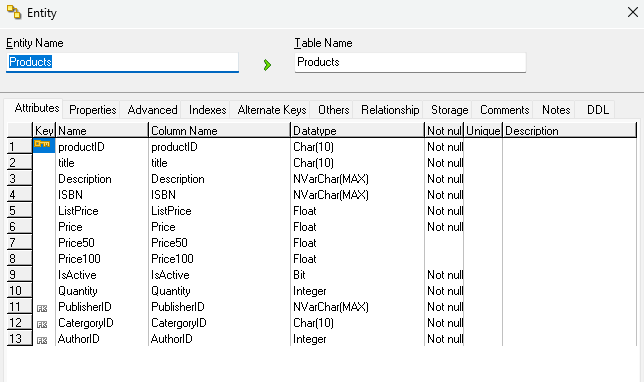 Entity
Entity Name
Table Name
Products
Products
Attributes Properties Advanced Indexes Alternate Keys Others Relationship Storage Comments Notes DDL
Key Name Column Name Datatype Not nul Unique Description
1 productID productID Char(10) Not null
2 title title Char(10) Not null
3 Description Description NVarChar(MAX) Not null
4 ISBN ISBN NVarChar(MAX) Not null
5 ListPrice ListPrice Float Not null
6 Price Price Float Not null
7 Price50 Price50 Float
8 Price100 Price100 Float
9 IsActive IsActive Bit Not null
10 Quantity Quantity Integer Not null
11 PublisherID PublisherID NVarChar(MAX) Not null
12 CatergoryID CatergoryID Char(10) Not null
13 AuthorID AuthorID Integer Not null